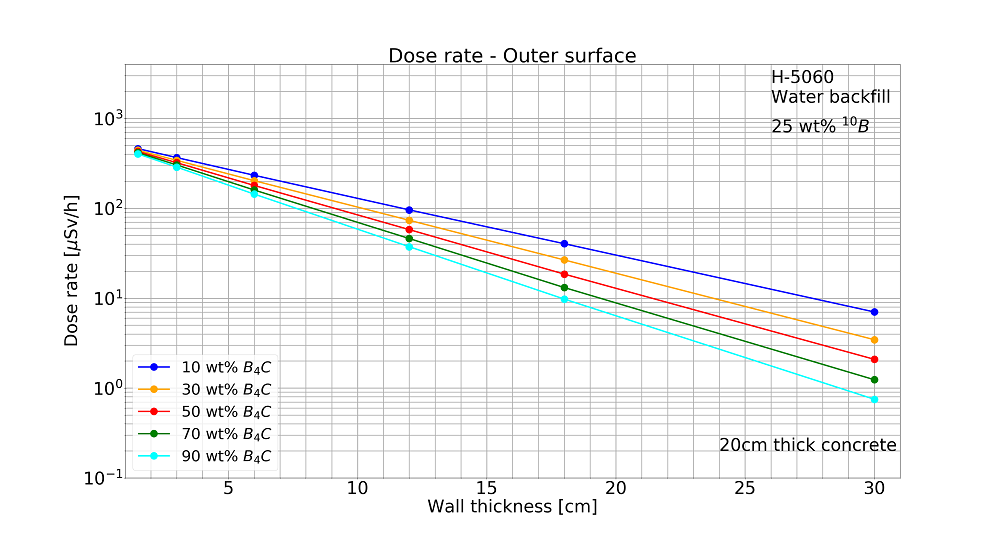 Dose rate - Outer surface
H-5060
Water backfill
25 wt% ¹⁰B
Dose rate [μSv/h]
10³
10²
10¹
10⁰
10⁻¹
10 wt% B₄C
30 wt% B₄C
50 wt% B₄C
70 wt% B₄C
90 wt% B₄C
20cm thick concrete
5 10 15 20 25 30
Wall thickness [cm]